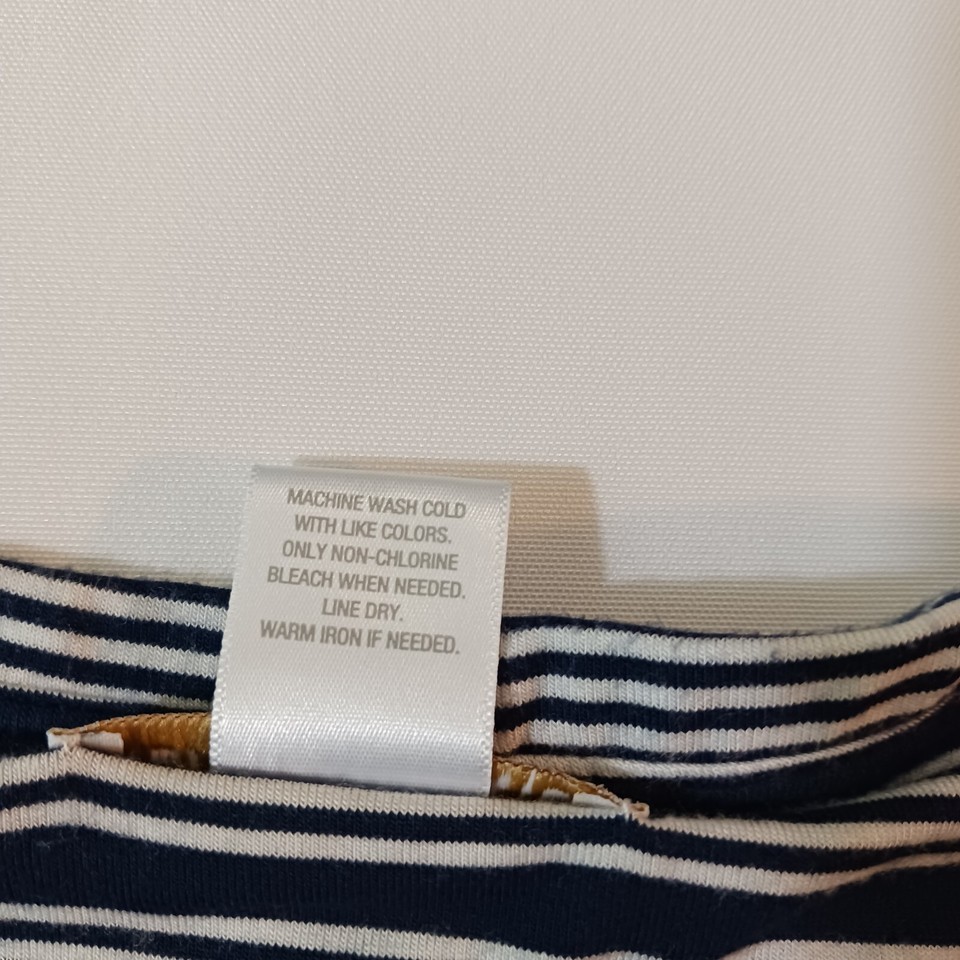 MACHINE WASH COLD
WITH LIKE COLORS.
ONLY NON-CHLORINE
BLEACH WHEN NEEDED.
LINE DRY.
WARM IRON IF NEEDED.